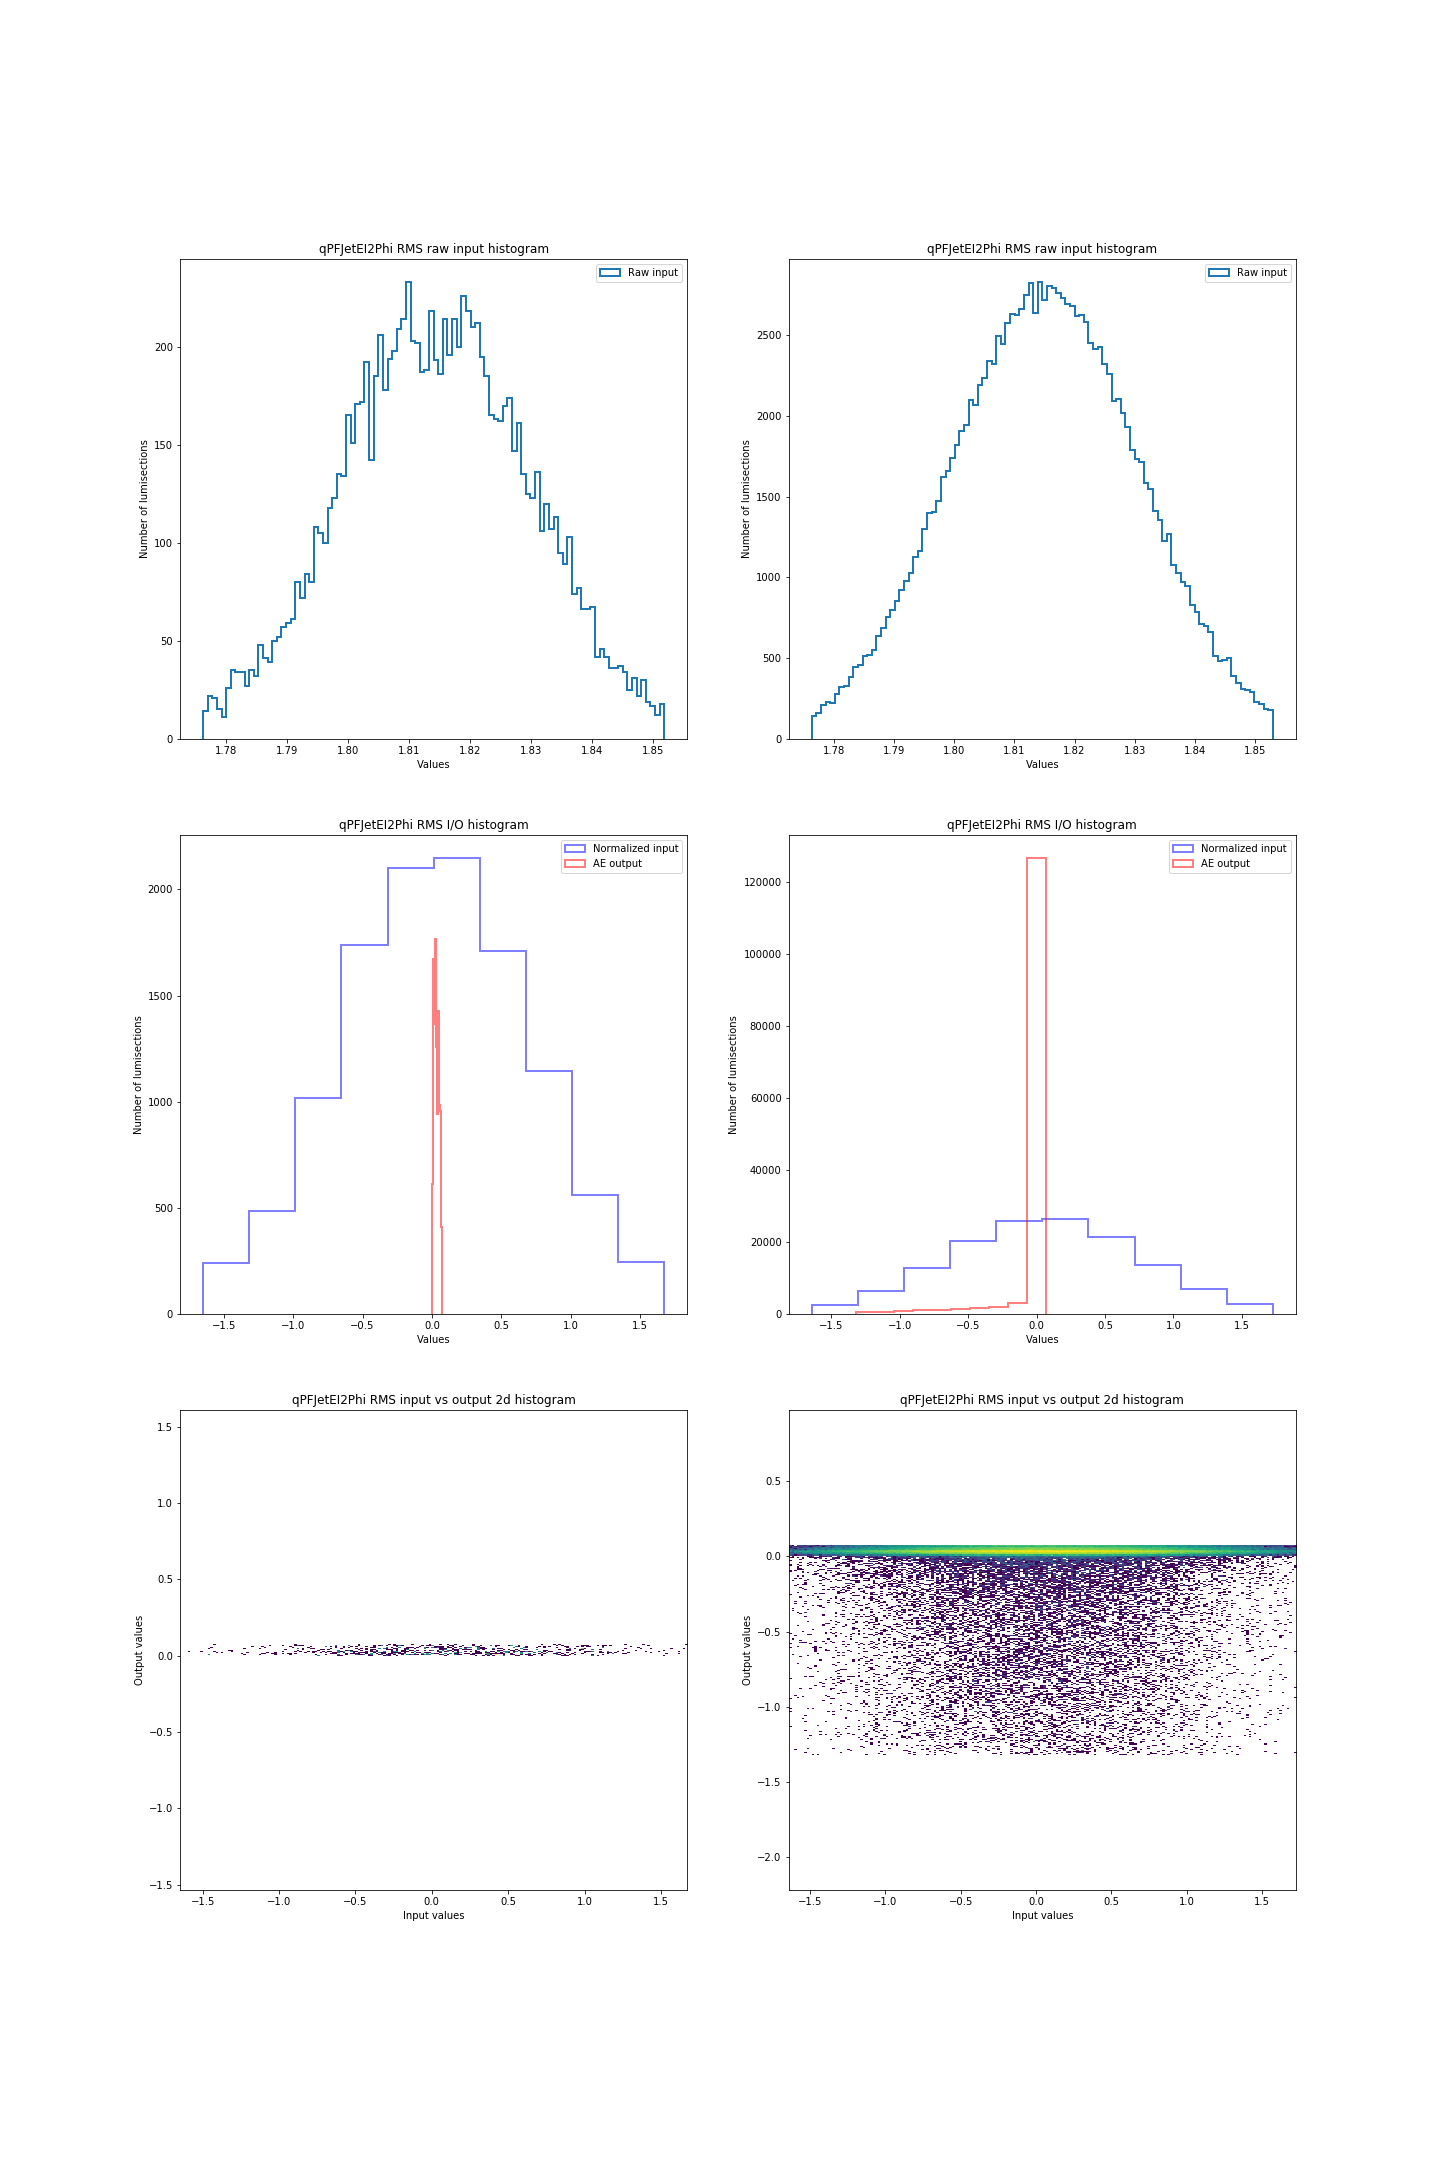 qPFJetEI2Phi RMS raw input histogram
Raw input
Number of lumisections
200
150
100
50
0
1.78 1.79 1.80 1.81 1.82 1.83 1.84 1.85
Values
qPFJetEI2Phi RMS raw input histogram
Raw input
Number of lumisections
2500
2000
1500
1000
500
0
1.78 1.79 1.80 1.81 1.82 1.83 1.84 1.85
Values
qPFJetEI2Phi RMS I/O histogram
Normalized input
AE output
Number of lumisections
2000
1500
1000
500
0
−1.5 −1.0 −0.5 0.0 0.5 1.0 1.5
Values
qPFJetEI2Phi RMS I/O histogram
Normalized input
AE output
Number of lumisections
120000
100000
80000
60000
40000
20000
0
−1.5 −1.0 −0.5 0.0 0.5 1.0 1.5
Values
qPFJetEI2Phi RMS input vs output 2d histogram
Output values
1.5
1.0
0.5
0.0
−0.5
−1.0
−1.5
−1.5 −1.0 −0.5 0.0 0.5 1.0 1.5
Input values
qPFJetEI2Phi RMS input vs output 2d histogram
Output values
0.5
0.0
−0.5
−1.0
−1.5
−2.0
−1.5 −1.0 −0.5 0.0 0.5 1.0 1.5
Input values